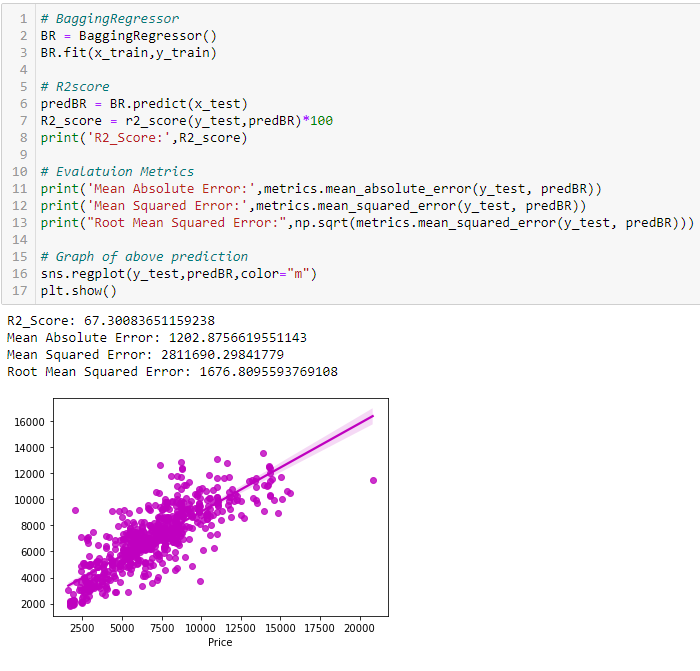 1 # BaggingRegressor
2 BR = BaggingRegressor()
3 BR.fit(x_train,y_train)
4
5 # R2score
6 predBR = BR.predict(x_test)
7 R2_score = r2_score(y_test,predBR)*100
8 print('R2_Score:',R2_score)
9
10 # Evalatuion Metrics
11 print('Mean Absolute Error:',metrics.mean_absolute_error(y_test, predBR))
12 print('Mean Squared Error:',metrics.mean_squared_error(y_test, predBR))
13 print("Root Mean Squared Error:",np.sqrt(metrics.mean_squared_error(y_test, predBR)))
14
15 # Graph of above prediction
16 sns.regplot(y_test,predBR,color="m")
17 plt.show()
R2_Score: 67.30083651159238
Mean Absolute Error: 1202.8756619551143
Mean Squared Error: 2811690.29841779
Root Mean Squared Error: 1676.8095593769108
16000
14000
12000
10000
8000
6000
4000
2000
2500 5000 7500 10000 12500 15000 17500 20000
Price